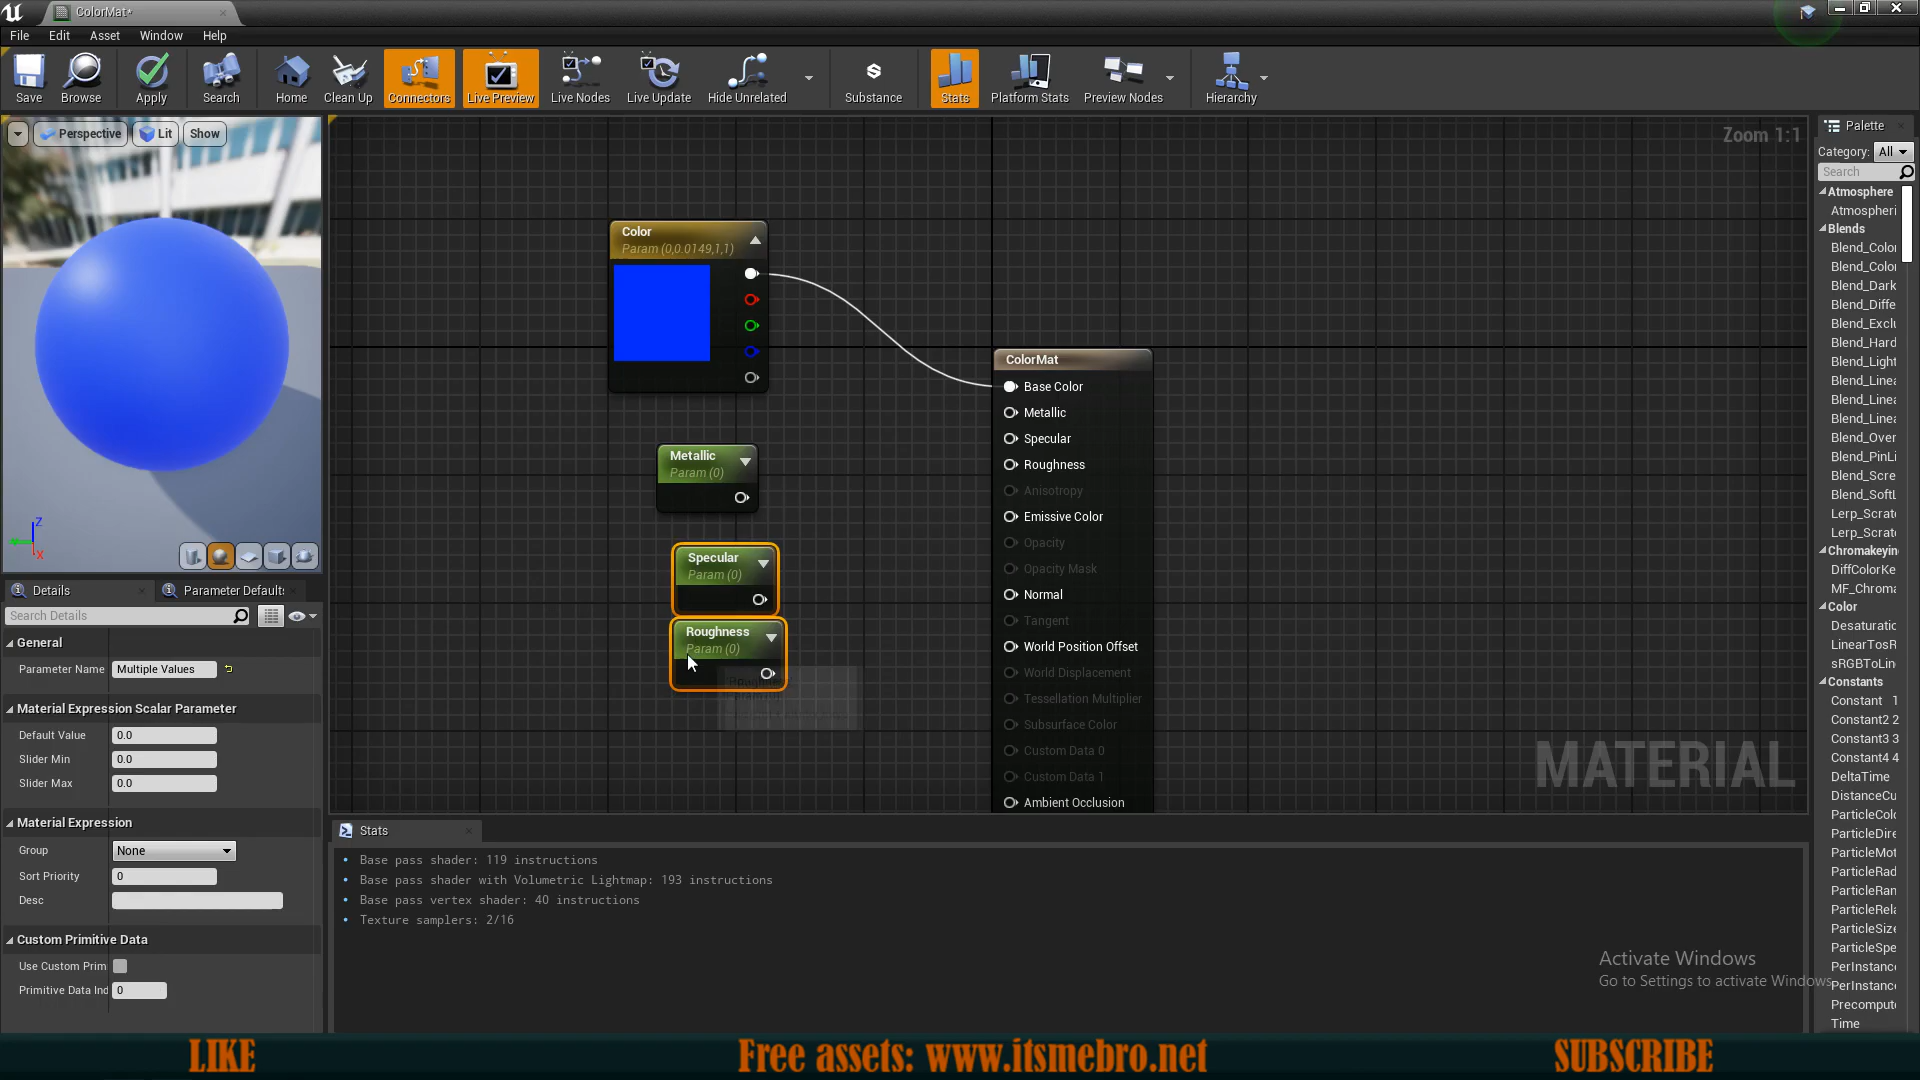 ColorMat*
File Edit Asset Window Help
Save Browse Apply Search Home Clean Up Connectors Live Preview Live Nodes Live Update Hide Unrelated Substance Stats Platform Stats Preview Nodes Hierarchy
Perspective Lit Show
Zoom 1:1
Palette
Category: All
Search
Atmosphere
Atmospheri
Blends
Blend_Color
Blend_Color
Blend_Dark
Blend_Diffe
Blend_Exclu
Blend_Hard
Blend_Light
Blend_Linea
Blend_Linea
Blend_Linea
Blend_Over
Blend_PinLi
Blend_Scre
Blend_SoftL
Lerp_Scratc
Lerp_Scratc
Chromakeyin
DiffColorKe
MF_Chroma
Color
Desaturatio
LinearTosR
sRGBToLin
Constants
Constant 1
Constant2 2
Constant3 3
Constant4 4
DeltaTime
DistanceCu
ParticleColo
ParticleDire
ParticleMot
ParticleRad
ParticleRan
ParticleRela
ParticleSize
ParticleSpe
PerInstance
PerInstance
Precompute
Time
Color
Param (0,0.0149,1,1)
Metallic
Param (0)
Specular
Param (0)
Roughness
Param (0)
ColorMat
Base Color
Metallic
Specular
Roughness
Anisotropy
Emissive Color
Opacity
Opacity Mask
Normal
Tangent
World Position Offset
World Displacement
Tessellation Multiplier
Subsurface Color
Custom Data 0
Custom Data 1
Ambient Occlusion
MATERIAL
Z
X
Details
Parameter Default
Search Details
General
Parameter Name Multiple Values
Material Expression Scalar Parameter
Default Value 0.0
Slider Min 0.0
Slider Max 0.0
Material Expression
Group None
Sort Priority 0
Desc
Custom Primitive Data
Use Custom Prim
Primitive Data Ind 0
Stats
Base pass shader: 119 instructions
Base pass shader with Volumetric Lightmap: 193 instructions
Base pass vertex shader: 40 instructions
Texture samplers: 2/16
Activate Windows
Go to Settings to activate Windows
LIKE
Free assets: www.itsmebro.net
SUBSCRIBE